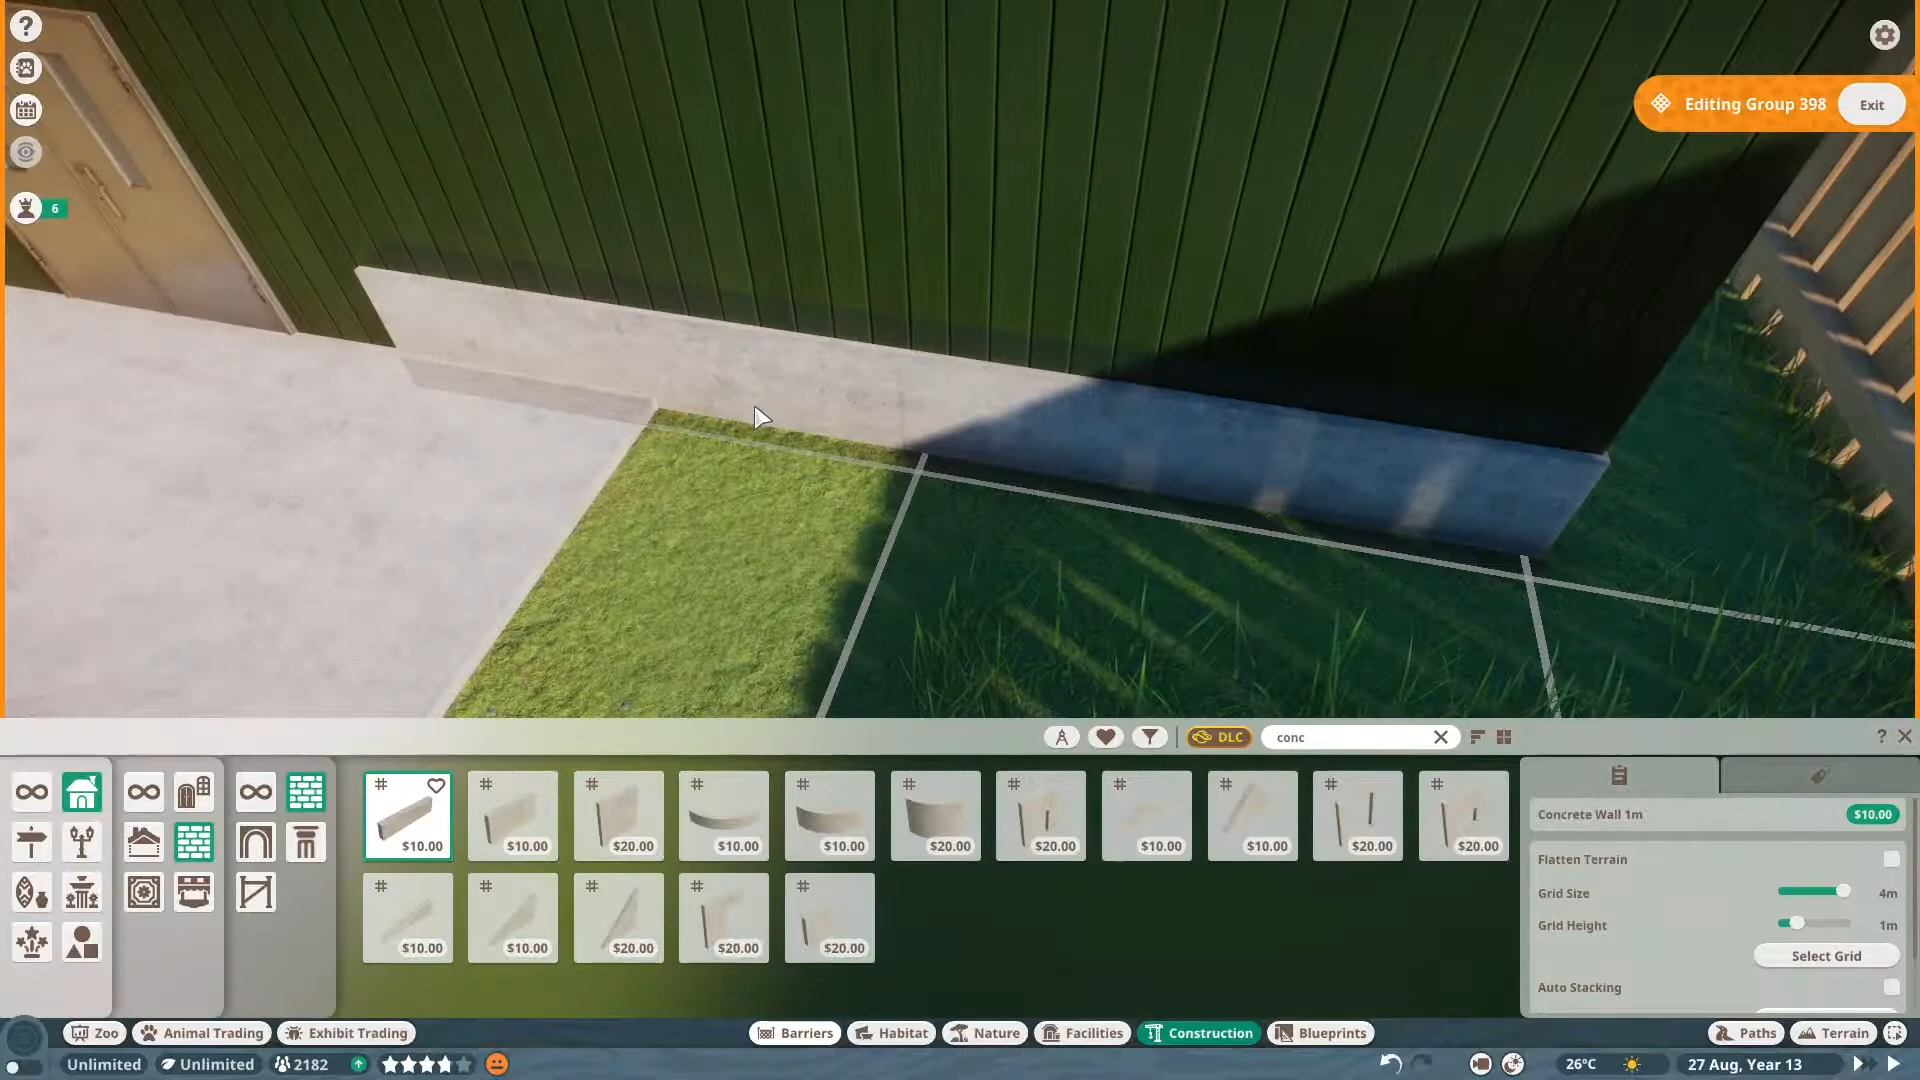 ?
Editing Group 398 Exit
6
DLC conc ?
$10.00 $10.00 $20.00 $10.00 $10.00 $20.00 $20.00 $10.00 $10.00 $20.00 $20.00
$10.00 $10.00 $20.00 $20.00 $20.00
Concrete Wall 1m $10.00
Flatten Terrain
Grid Size 4m
Grid Height 1m
Select Grid
Auto Stacking
Zoo Animal Trading Exhibit Trading Barriers Habitat Nature Facilities Construction Blueprints Paths Terrain
Unlimited Unlimited 2182 26°C 27 Aug, Year 13